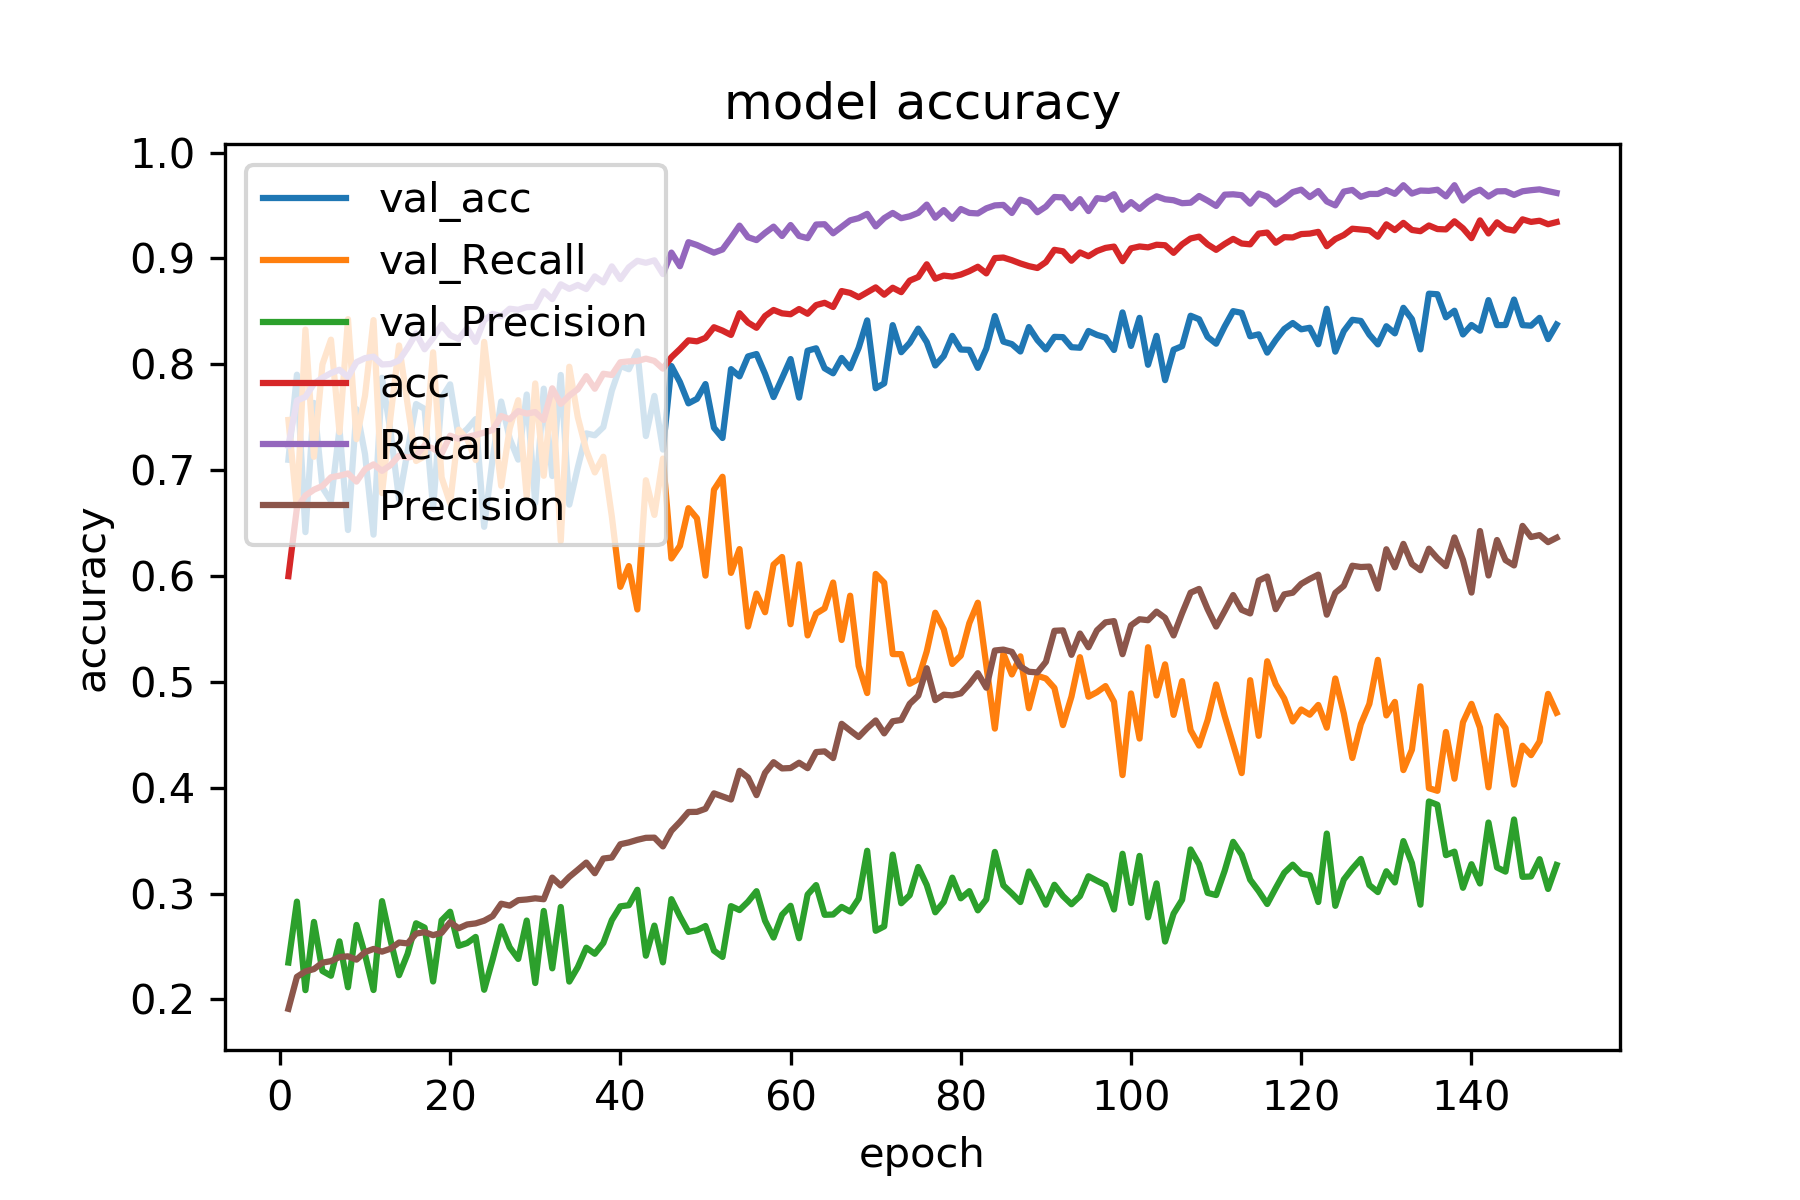 model accuracy
accuracy
1.0
0.9
0.8
0.7
0.6
0.5
0.4
0.3
0.2
val_acc
val_Recall
val_Precision
acc
Recall
Precision
0 20 40 60 80 100 120 140
epoch